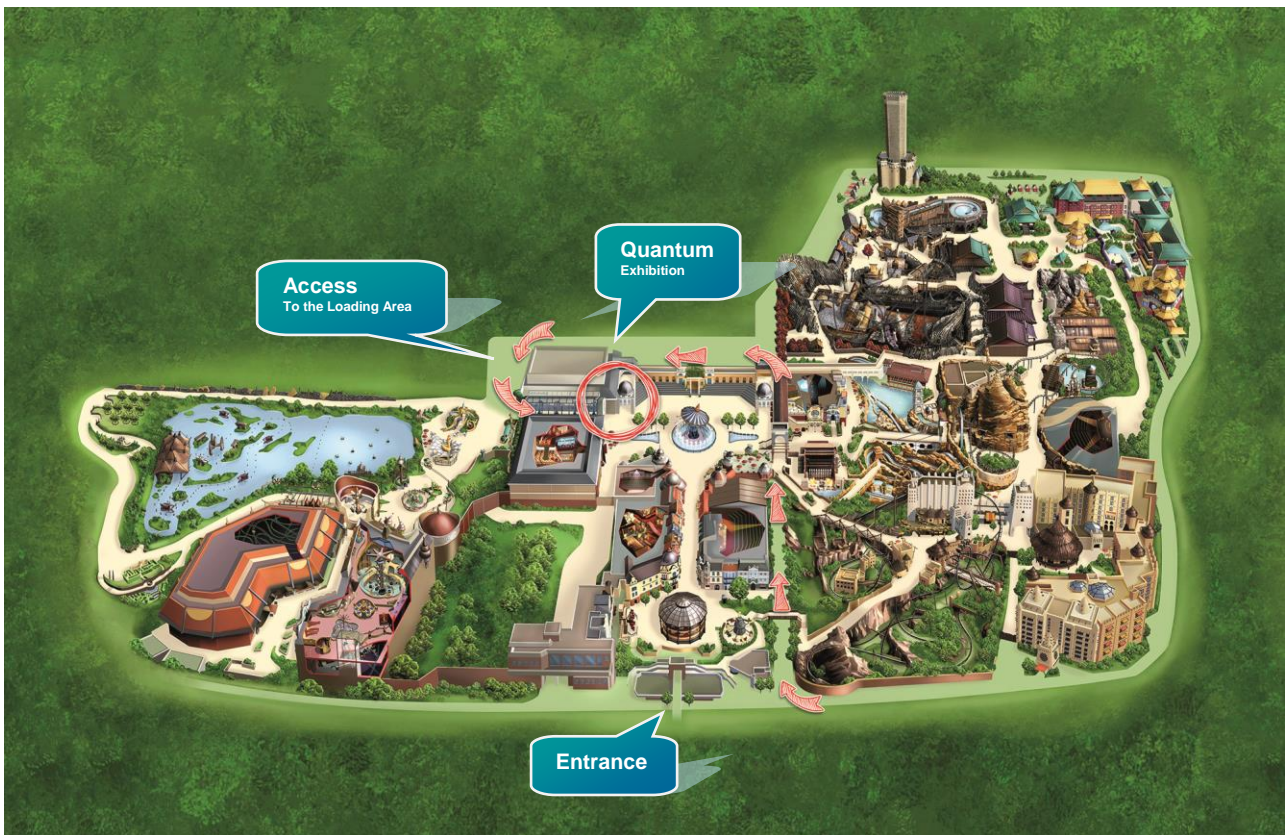 Quantum
Exhibition
Access
To the Loading Area
Entrance